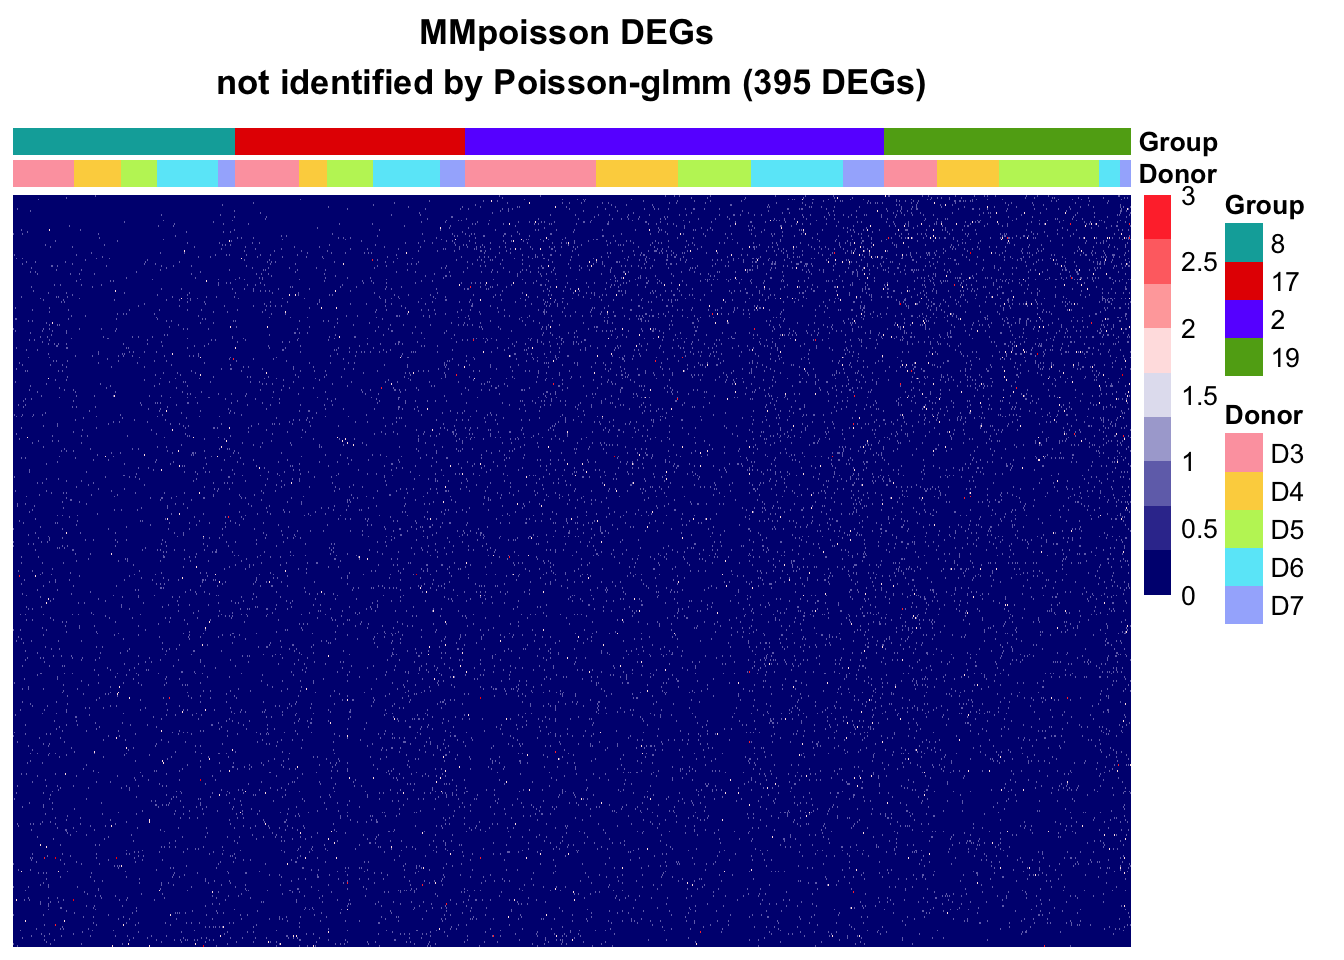 MMpoisson DEGs
not identified by Poisson-glmm (395 DEGs)
Group
Donor
3
2.5
2
1.5
1
0.5
0
Group
8
17
2
19
Donor
D3
D4
D5
D6
D7